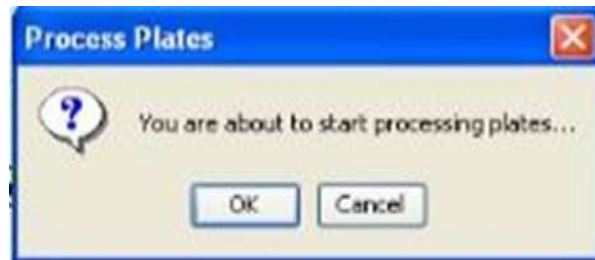 Process Plates
You are about to start processing plates...
OK
Cancel